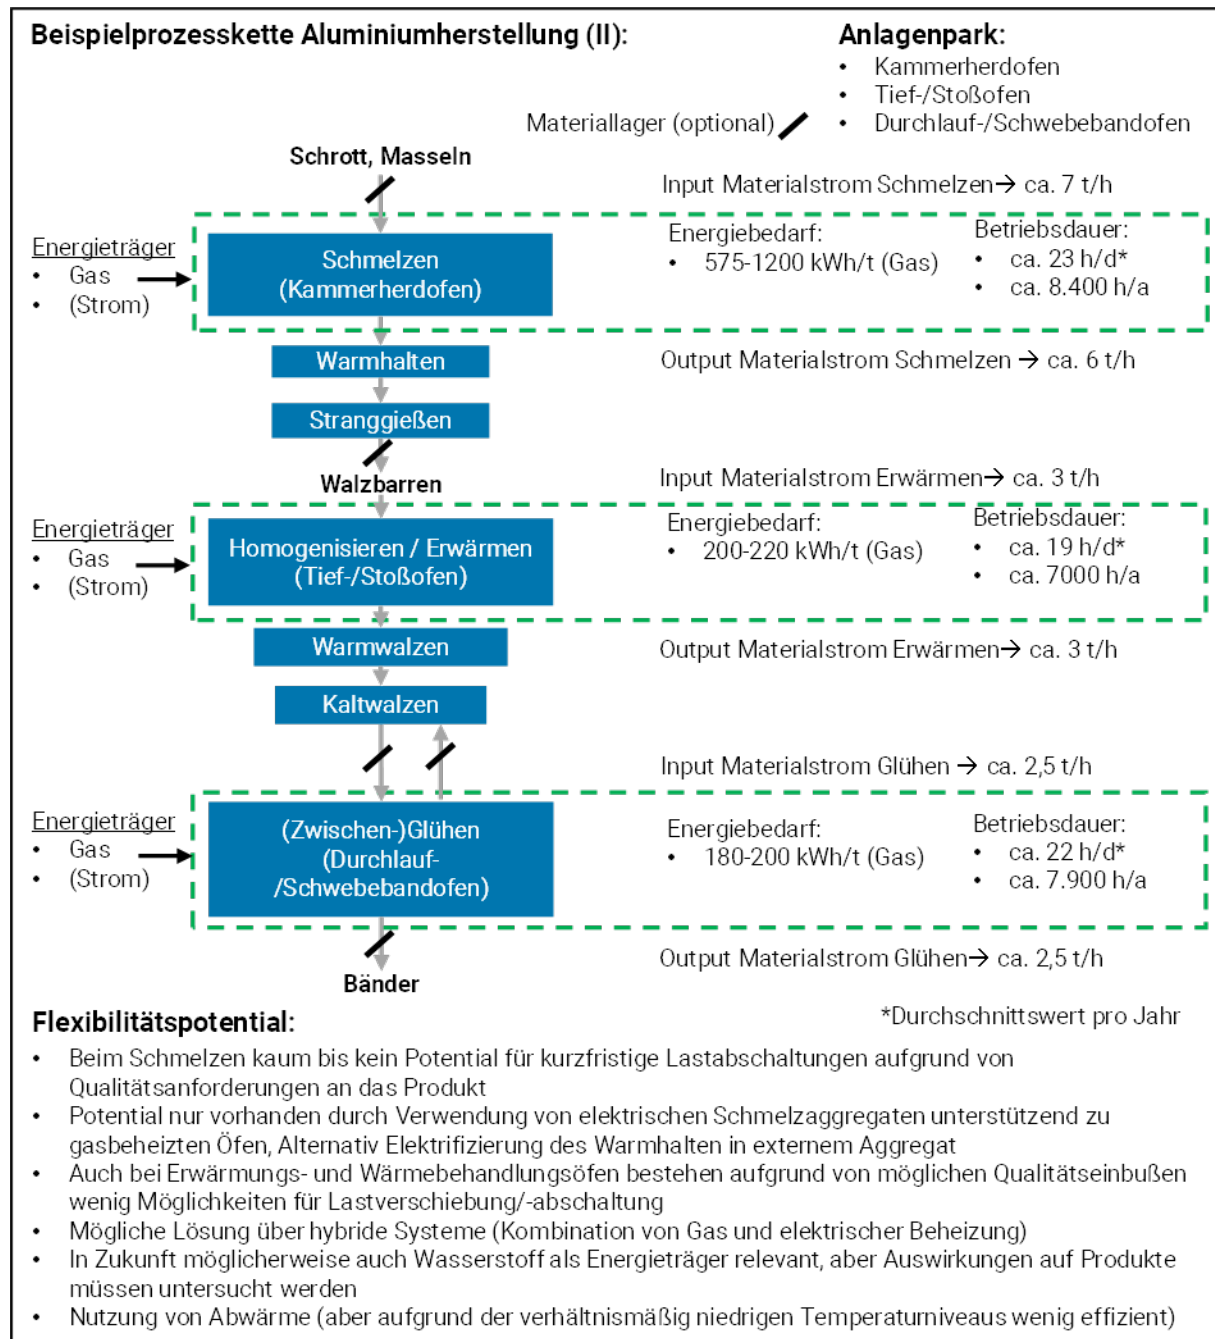 Beispielprozesskette Aluminiumherstellung (II):
Anlagenpark:
• Kammerherdofen
• Tief-/Stoßofen
• Durchlauf-/Schwebebandofen
Materiallager (optional)
Schrott, Masseln
Input Materialstrom Schmelzen → ca. 7 t/h
Energieträger
• Gas
• (Strom)
Schmelzen
(Kammerherdofen)
Energiebedarf:
• 575-1200 kWh/t (Gas)
Betriebsdauer:
• ca. 23 h/d*
• ca. 8.400 h/a
Warmhalten
Output Materialstrom Schmelzen → ca. 6 t/h
Stranggießen
Walzbarren
Input Materialstrom Erwärmen → ca. 3 t/h
Energieträger
• Gas
• (Strom)
Homogenisieren / Erwärmen
(Tief-/Stoßofen)
Energiebedarf:
• 200-220 kWh/t (Gas)
Betriebsdauer:
• ca. 19 h/d*
• ca. 7000 h/a
Warmwalzen
Output Materialstrom Erwärmen → ca. 3 t/h
Kaltwalzen
Input Materialstrom Glühen → ca. 2,5 t/h
Energieträger
• Gas
• (Strom)
(Zwischen-)Glühen
(Durchlauf-
/Schwebebandofen)
Energiebedarf:
• 180-200 kWh/t (Gas)
Betriebsdauer:
• ca. 22 h/d*
• ca. 7.900 h/a
Output Materialstrom Glühen → ca. 2,5 t/h
Bänder
*Durchschnittswert pro Jahr
Flexibilitätspotential:
• Beim Schmelzen kaum bis kein Potential für kurzfristige Lastabschaltungen aufgrund von
Qualitätsanforderungen an das Produkt
• Potential nur vorhanden durch Verwendung von elektrischen Schmelzaggregaten unterstützend zu
gasbeheizten Öfen, Alternativ Elektrifizierung des Warmhalten in externem Aggregat
• Auch bei Erwärmungs- und Wärmebehandlungsöfen bestehen aufgrund von möglichen Qualitätseinbußen
wenig Möglichkeiten für Lastverschiebung/-abschaltung
• Mögliche Lösung über hybride Systeme (Kombination von Gas und elektrischer Beheizung)
• In Zukunft möglicherweise auch Wasserstoff als Energieträger relevant, aber Auswirkungen auf Produkte
müssen untersucht werden
• Nutzung von Abwärme (aber aufgrund der verhältnismäßig niedrigen Temperaturniveaus wenig effizient)